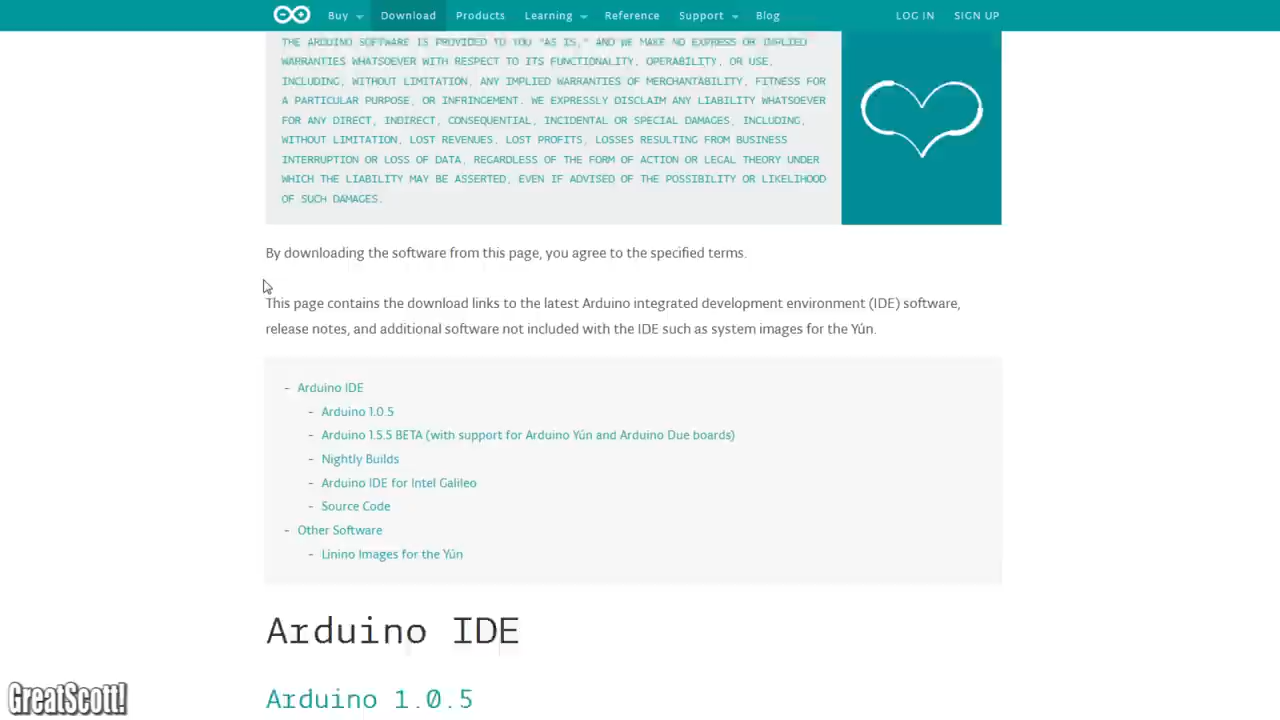 Buy Download Products Learning Reference Support Blog LOG IN SIGN UP
THE ARDUINO SOFTWARE IS PROVIDED TO YOU "AS IS," AND WE MAKE NO EXPRESS OR IMPLIED
WARRANTIES WHATSOEVER WITH RESPECT TO ITS FUNCTIONALITY, OPERABILITY, OR USE,
INCLUDING, WITHOUT LIMITATION, ANY IMPLIED WARRANTIES OF MERCHANTABILITY, FITNESS FOR
A PARTICULAR PURPOSE, OR INFRINGEMENT. WE EXPRESSLY DISCLAIM ANY LIABILITY WHATSOEVER
FOR ANY DIRECT, INDIRECT, CONSEQUENTIAL, INCIDENTAL OR SPECIAL DAMAGES, INCLUDING,
WITHOUT LIMITATION, LOST REVENUES, LOST PROFITS, LOSSES RESULTING FROM BUSINESS
INTERRUPTION OR LOSS OF DATA, REGARDLESS OF THE FORM OF ACTION OR LEGAL THEORY UNDER
WHICH THE LIABILITY MAY BE ASSERTED, EVEN IF ADVISED OF THE POSSIBILITY OR LIKELIHOOD
OF SUCH DAMAGES.
By downloading the software from this page, you agree to the specified terms.
This page contains the download links to the latest Arduino integrated development environment (IDE) software,
release notes, and additional software not included with the IDE such as system images for the Yún.
- Arduino IDE
- Arduino 1.0.5
- Arduino 1.5.5 BETA (with support for Arduino Yún and Arduino Due boards)
- Nightly Builds
- Arduino IDE for Intel Galileo
- Source Code
- Other Software
- Linino Images for the Yún
Arduino IDE
Arduino 1.0.5
GreatScott!